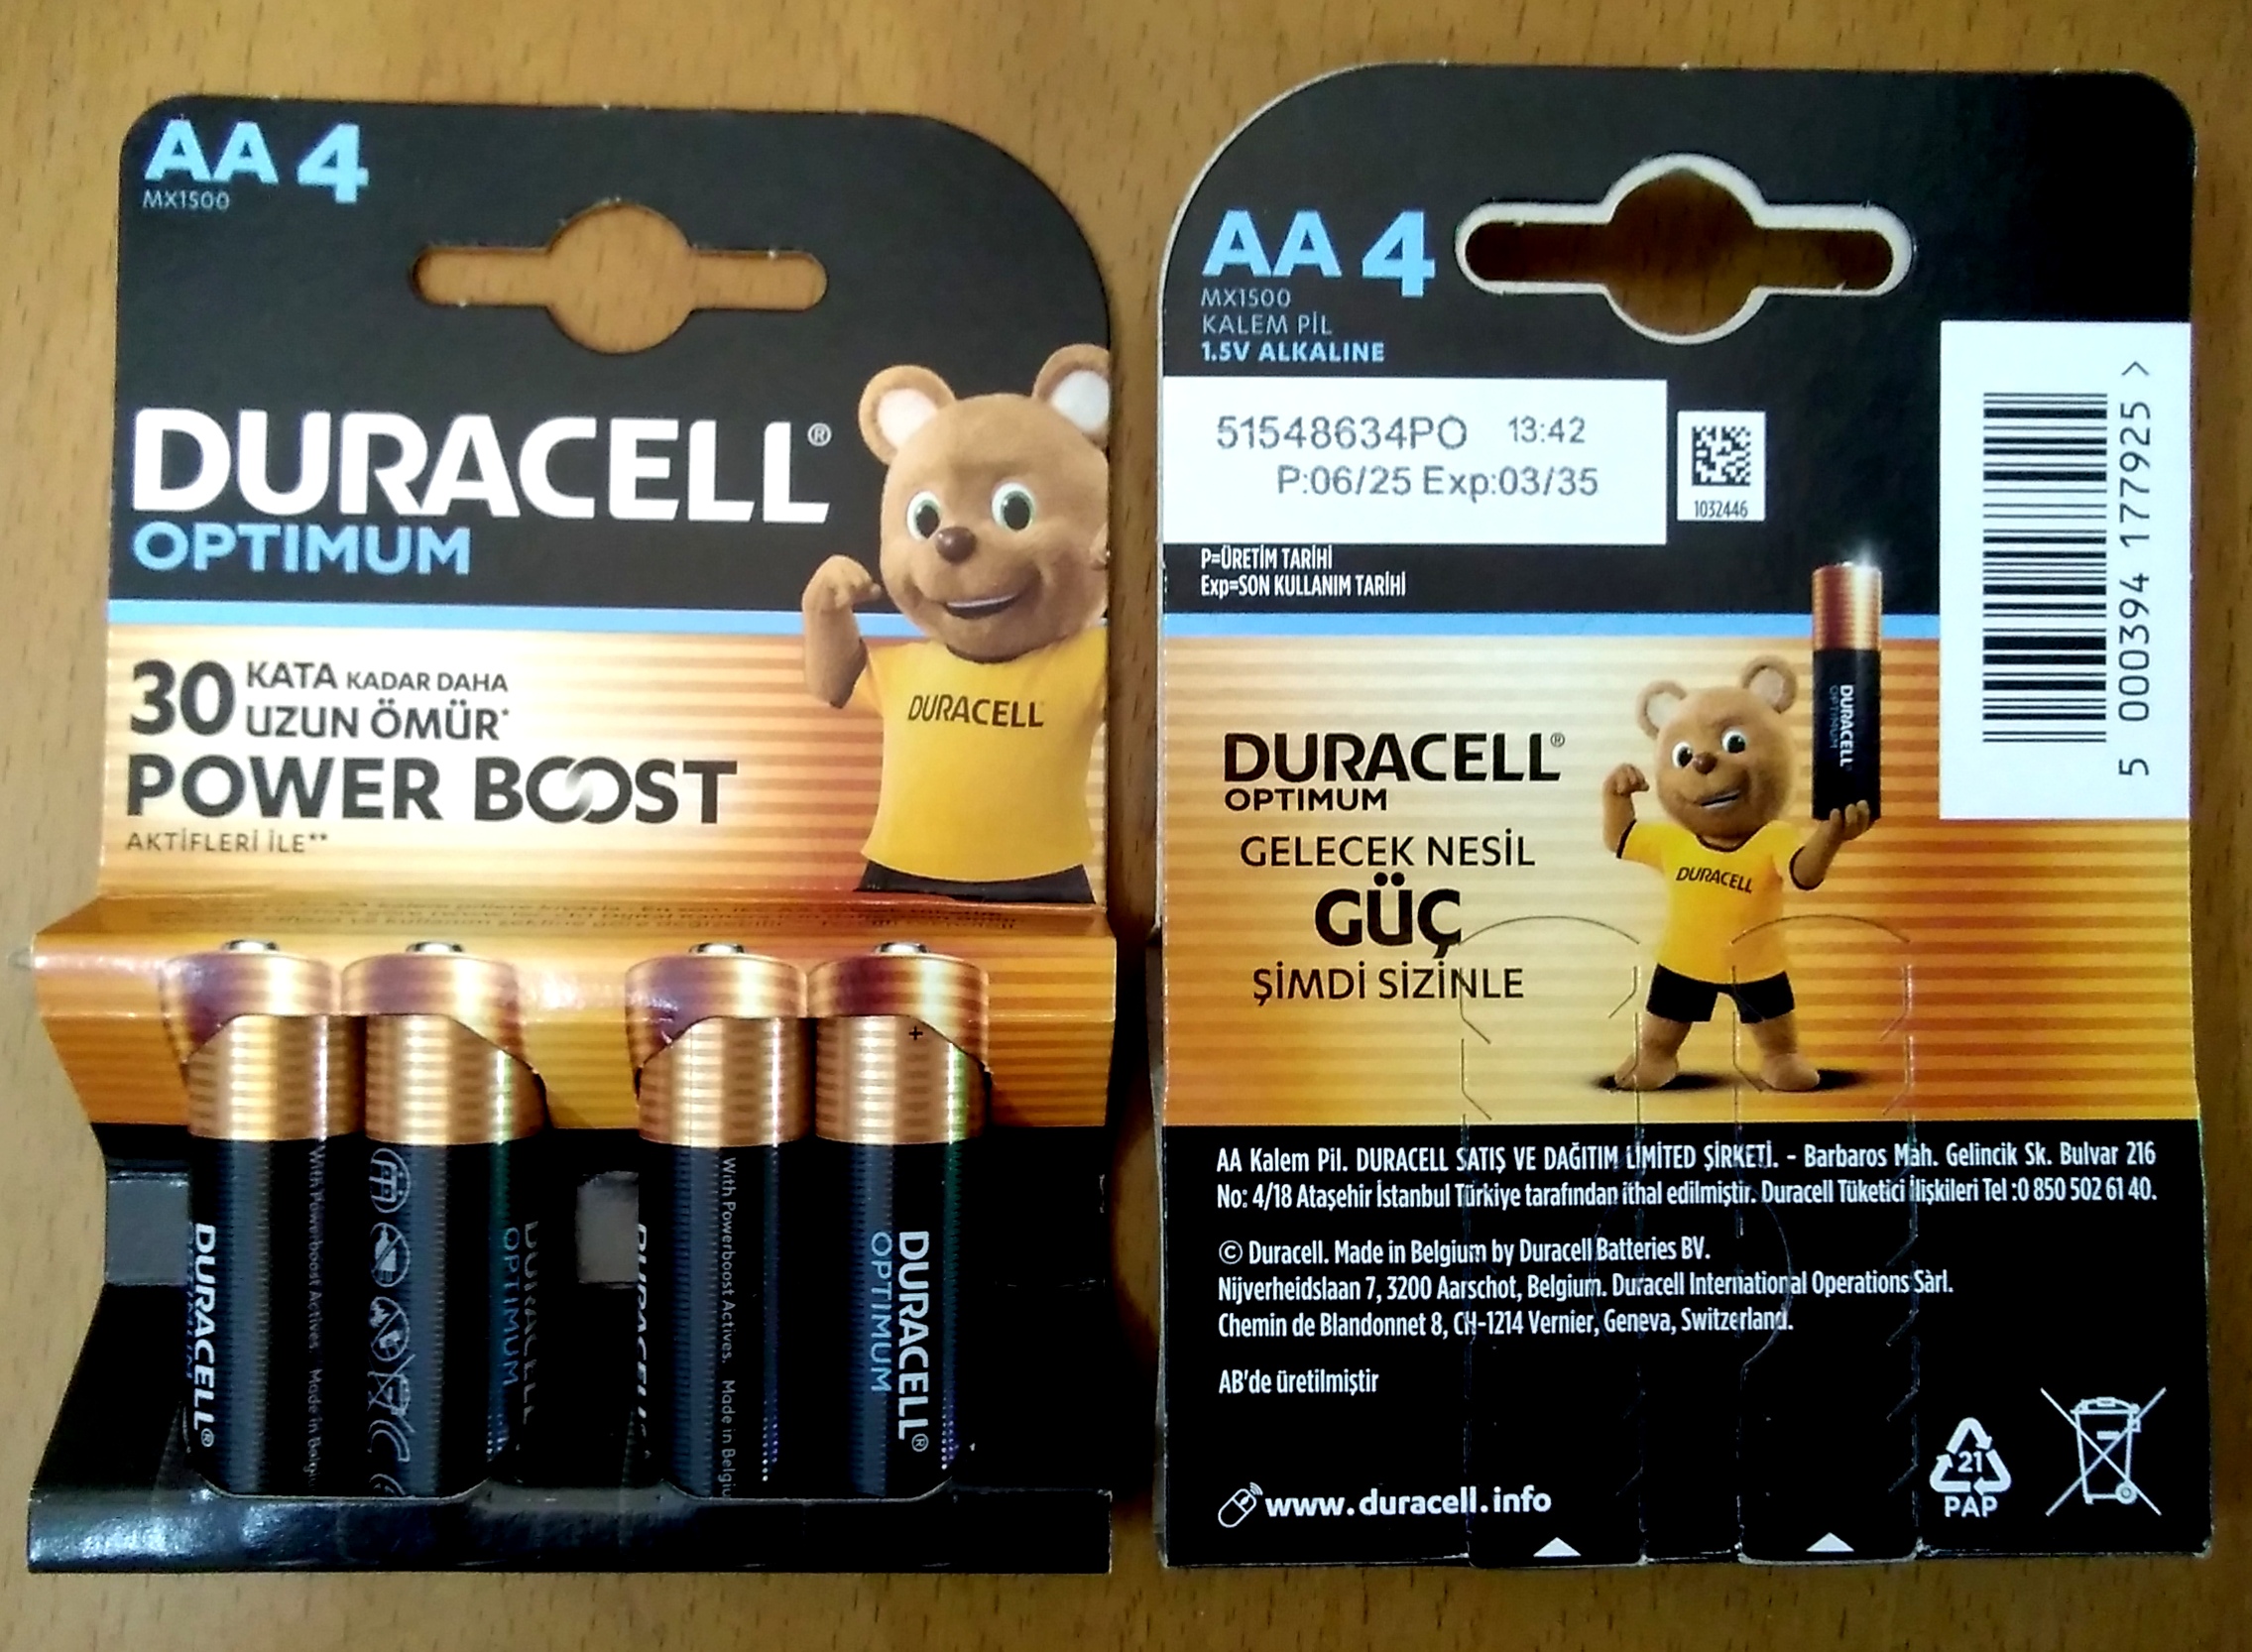 AA 4
MX1500
DURACELL®
OPTIMUM
DURACELL
30 KATA KADAR DAHA
UZUN ÖMÜR*
POWER BOOST
AKTİFLERİ İLE**
DURACELL®
With Powerboost Actives. Made in
DURACELL
OPTIMUM
DURACELL
With Powerboost Actives. Made in Belgiu
+
DURACELL®
OPTIMUM
AA 4
MX1500
KALEM PİL
1.5V ALKALINE
51548634PO 13:42
P:06/25 Exp:03/35
1032446
P=ÜRETİM TARİHİ
Exp=SON KULLANIM TARİHİ
5 000394 177925 >
DURACELL®
OPTIMUM
GELECEK NESİL
GÜÇ
ŞİMDİ SİZİNLE
DURACELL
OPTIMUM
DURACELL
AA Kalem Pil. DURACELL SATIŞ VE DAĞITIM LİMİTED ŞİRKETİ. - Barbaros Mah. Gelincik Sk. Bulvar 216
No: 4/18 Ataşehir İstanbul Türkiye tarafından ithal edilmiştir. Duracell Tüketici İlişkileri Tel :0 850 502 61 40.
© Duracell. Made in Belgium by Duracell Batteries BV.
Nijverheidslaan 7, 3200 Aarschot, Belgium. Duracell International Operations Sàrl.
Chemin de Blandonnet 8, CH-1214 Vernier, Geneva, Switzerland.
AB'de üretilmiştir
www.duracell.info
21
PAP